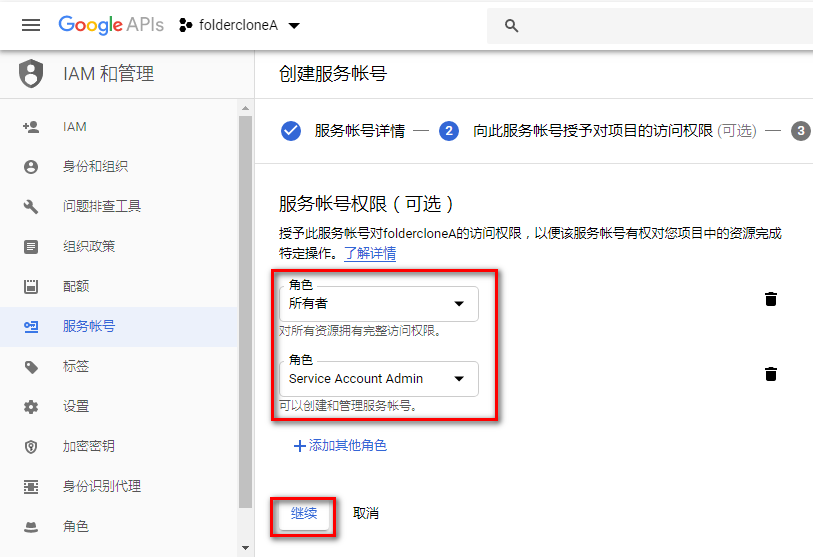 Google APIs
foldercloneA
IAM 和管理
创建服务帐号
IAM
身份和组织
问题排查工具
组织政策
配额
服务帐号
标签
设置
加密密钥
身份识别代理
角色
服务帐号详情 — 2 向此服务帐号授予对项目的访问权限 (可选) — 3
服务帐号权限（可选）
授予此服务帐号对foldercloneA的访问权限，以便该服务帐号有权对您项目中的资源完成
特定操作。了解详情
角色
所有者
对所有资源拥有完整访问权限。
角色
Service Account Admin
可以创建和管理服务帐号。
添加其他角色
继续 取消